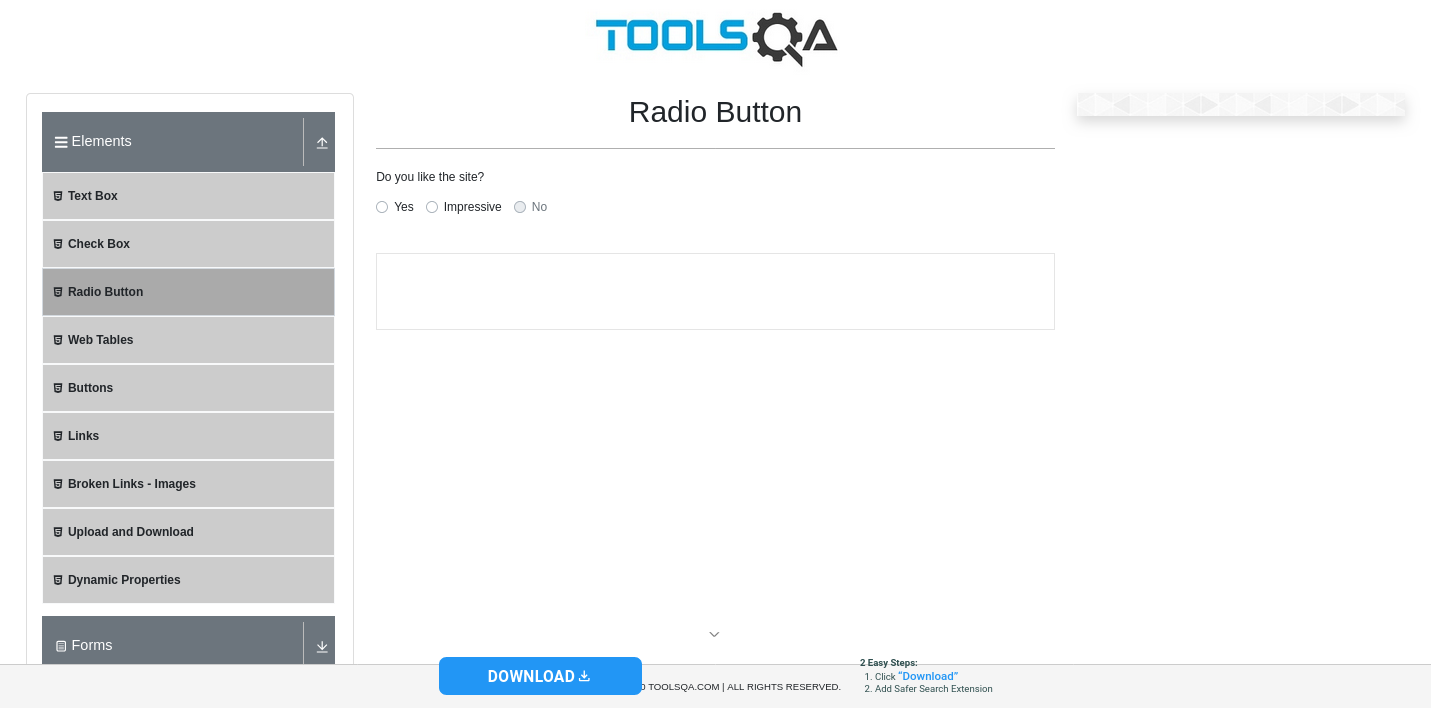 TOOLSQA
Elements
Text Box
Check Box
Radio Button
Web Tables
Buttons
Links
Broken Links - Images
Upload and Download
Dynamic Properties
Forms
Radio Button
Do you like the site?
Yes Impressive No
DOWNLOAD
TOOLSQA.COM | ALL RIGHTS RESERVED.
2 Easy Steps:
1. Click “Download”
2. Add Safer Search Extension